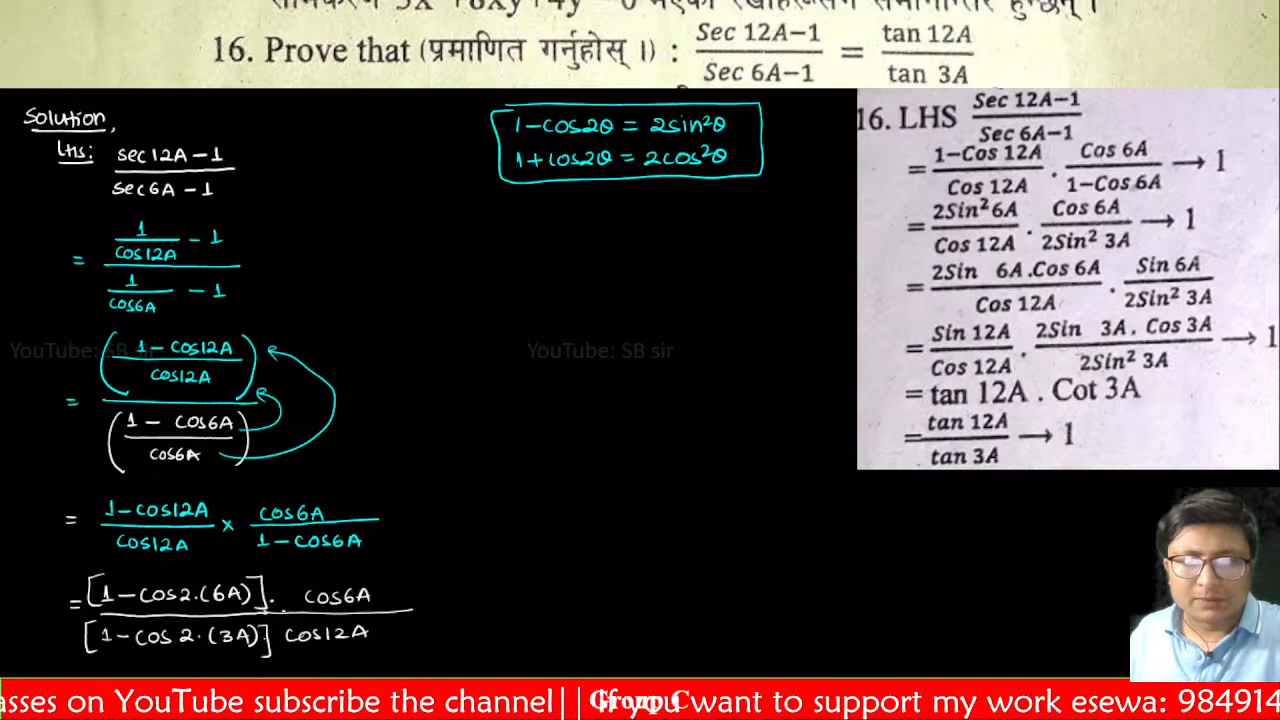 16. Prove that (प्रमाणित गर्नुहोस् ।) : Sec 12A−1 / Sec 6A−1 = tan 12A / tan 3A
Solution,
Lhs: sec12A − 1 / sec6A − 1
= (1/cos12A − 1) / (1/cos6A − 1)
= ((1 − cos12A) / cos12A) / ((1 − cos6A) / cos6A)
= (1 − cos12A) / cos12A × cos6A / (1 − cos6A)
= [1 − cos2·(6A)] · cos6A / [1 − cos2·(3A)] cos12A
1 − cos2θ = 2sin²θ
1 + cos2θ = 2cos²θ
16. LHS Sec 12A−1 / Sec 6A−1
= 1−Cos 12A / Cos 12A · Cos 6A / 1−Cos 6A → 1
= 2Sin² 6A / Cos 12A · Cos 6A / 2Sin² 3A → 1
= 2Sin 6A . Cos 6A / Cos 12A · Sin 6A / 2Sin² 3A
= Sin 12A / Cos 12A · 2Sin 3A . Cos 3A / 2Sin² 3A → 1
= tan 12A . Cot 3A
= tan 12A / tan 3A → 1
YouTube: SB sir
YouTube: SB sir
asses on YouTube subscribe the channel|| If you want to support my work esewa: 984914
Group C